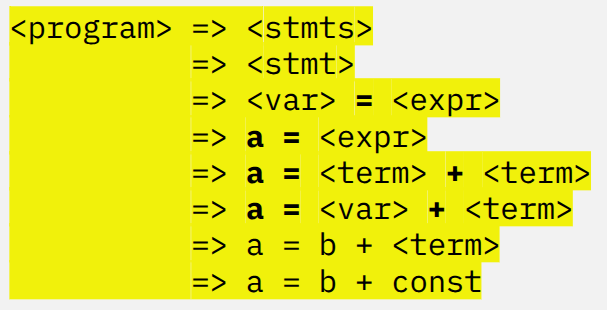 <program> => <stmts>
=> <stmt>
=> <var> = <expr>
=> a = <expr>
=> a = <term> + <term>
=> a = <var> + <term>
=> a = b + <term>
=> a = b + const